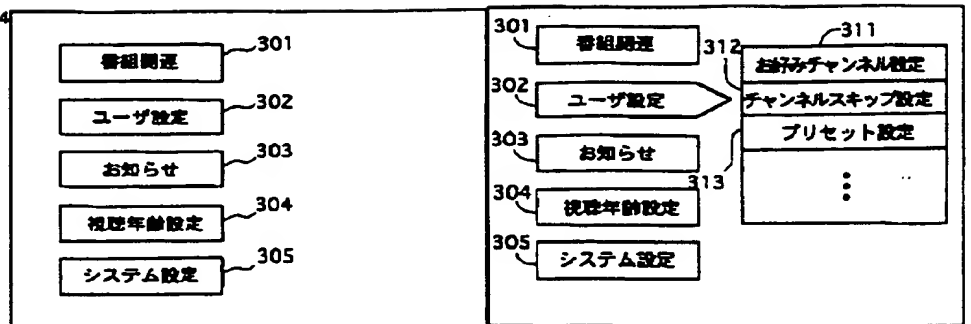 4
番組関連
301
ユーザ設定
302
お知らせ
303
視聴年齢設定
304
システム設定
305
301
番組関連
302
ユーザ設定
303
お知らせ
304
視聴年齢設定
305
システム設定
311
お好みチャンネル設定
312
チャンネルスキップ設定
313
プリセット設定